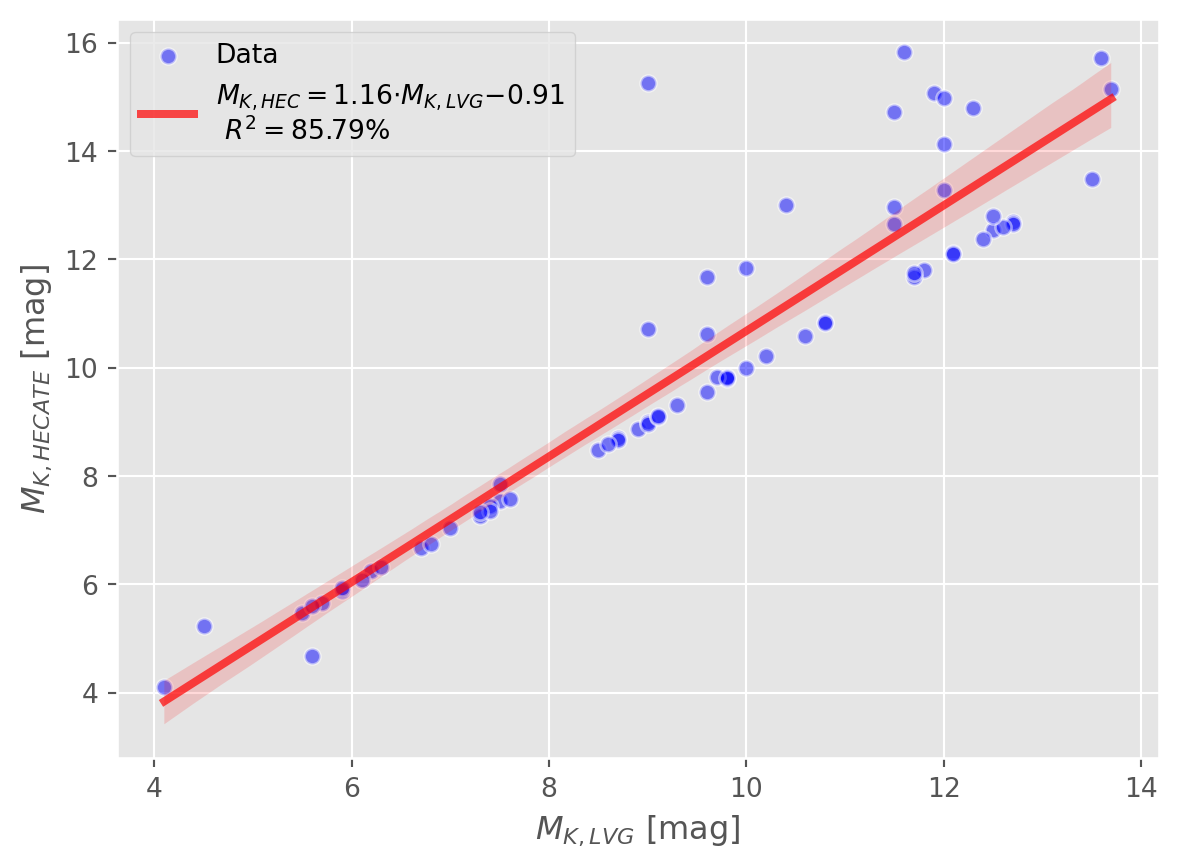 Data
M_{K,HEC} = 1.16·M_{K,LVG}−0.91
R² = 85.79%
16
14
12
10
8
6
4
M_{K,HECATE} [mag]
4 6 8 10 12 14
M_{K,LVG} [mag]